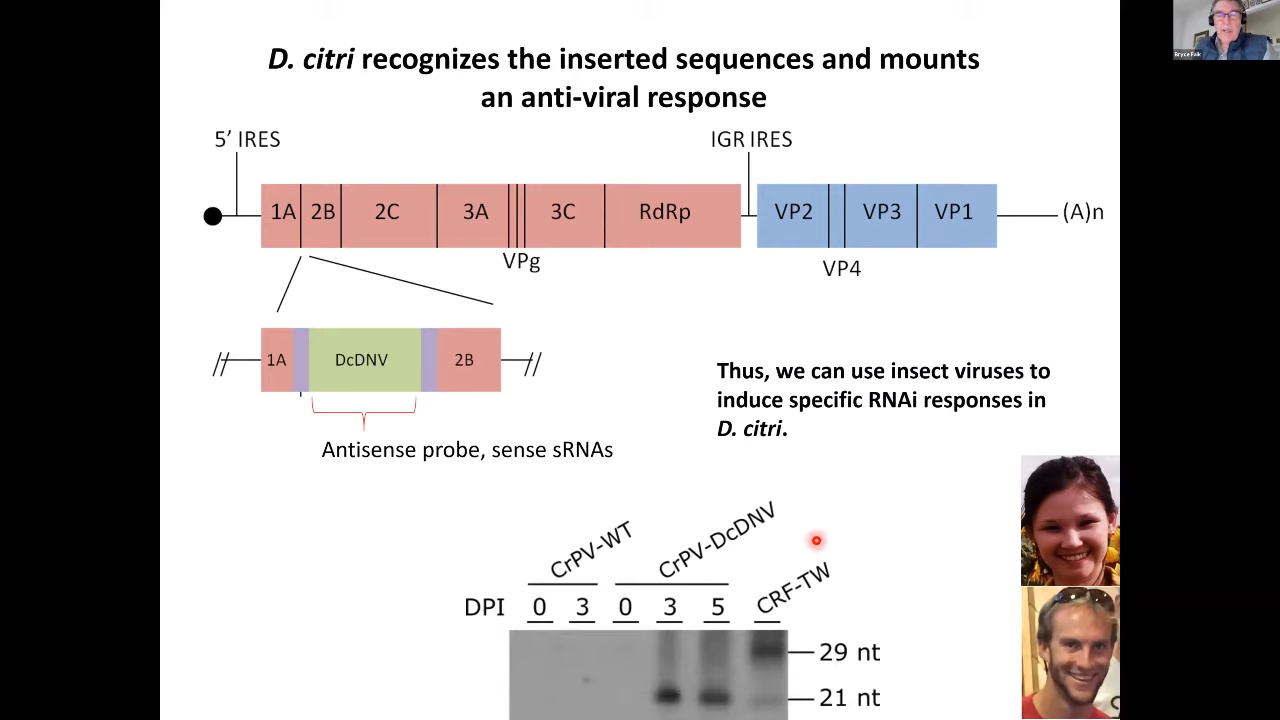 Bryce Falk
D. citri recognizes the inserted sequences and mounts
an anti-viral response
5’ IRES
IGR IRES
1A 2B 2C 3A 3C RdRp VP2 VP3 VP1 (A)n
VPg
VP4
1A DcDNV 2B
Antisense probe, sense sRNAs
Thus, we can use insect viruses to
induce specific RNAi responses in
D. citri.
CrPV-WT
CrPV-DcDNV
CRF-TW
DPI 0 3 0 3 5
29 nt
21 nt